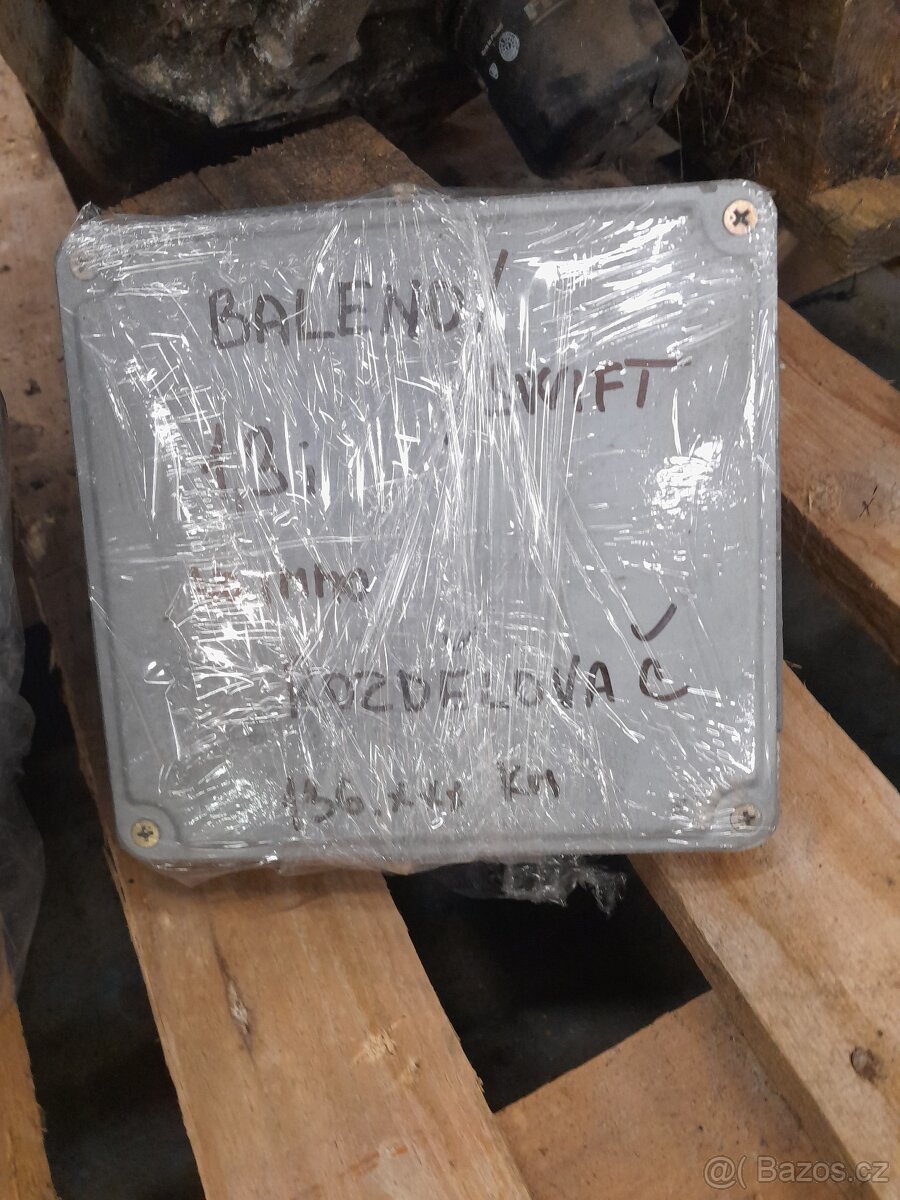 BALENO/
SWIFT
1,3i
ROZDĚLOVAČ
136.xxx KM
@( Bazos.cz